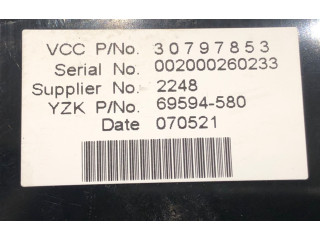 VCC P/No. 30797853
Serial No. 002000260233
Supplier No. 2248
YZK P/No. 69594-580
Date 070521